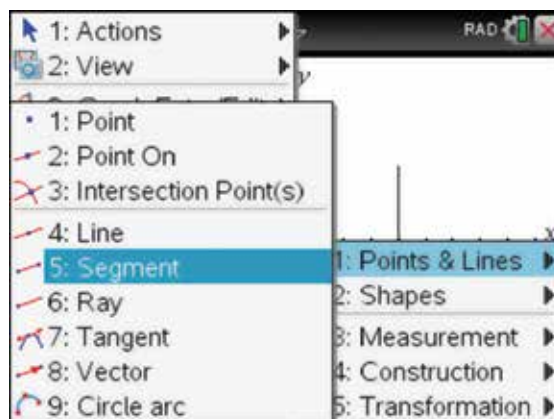 1: Actions
RAD
2: View
y
1: Point
2: Point On
3: Intersection Point(s)
4: Line
5: Segment
6: Ray
7: Tangent
8: Vector
9: Circle arc
x
1: Points & Lines
2: Shapes
3: Measurement
4: Construction
5: Transformation